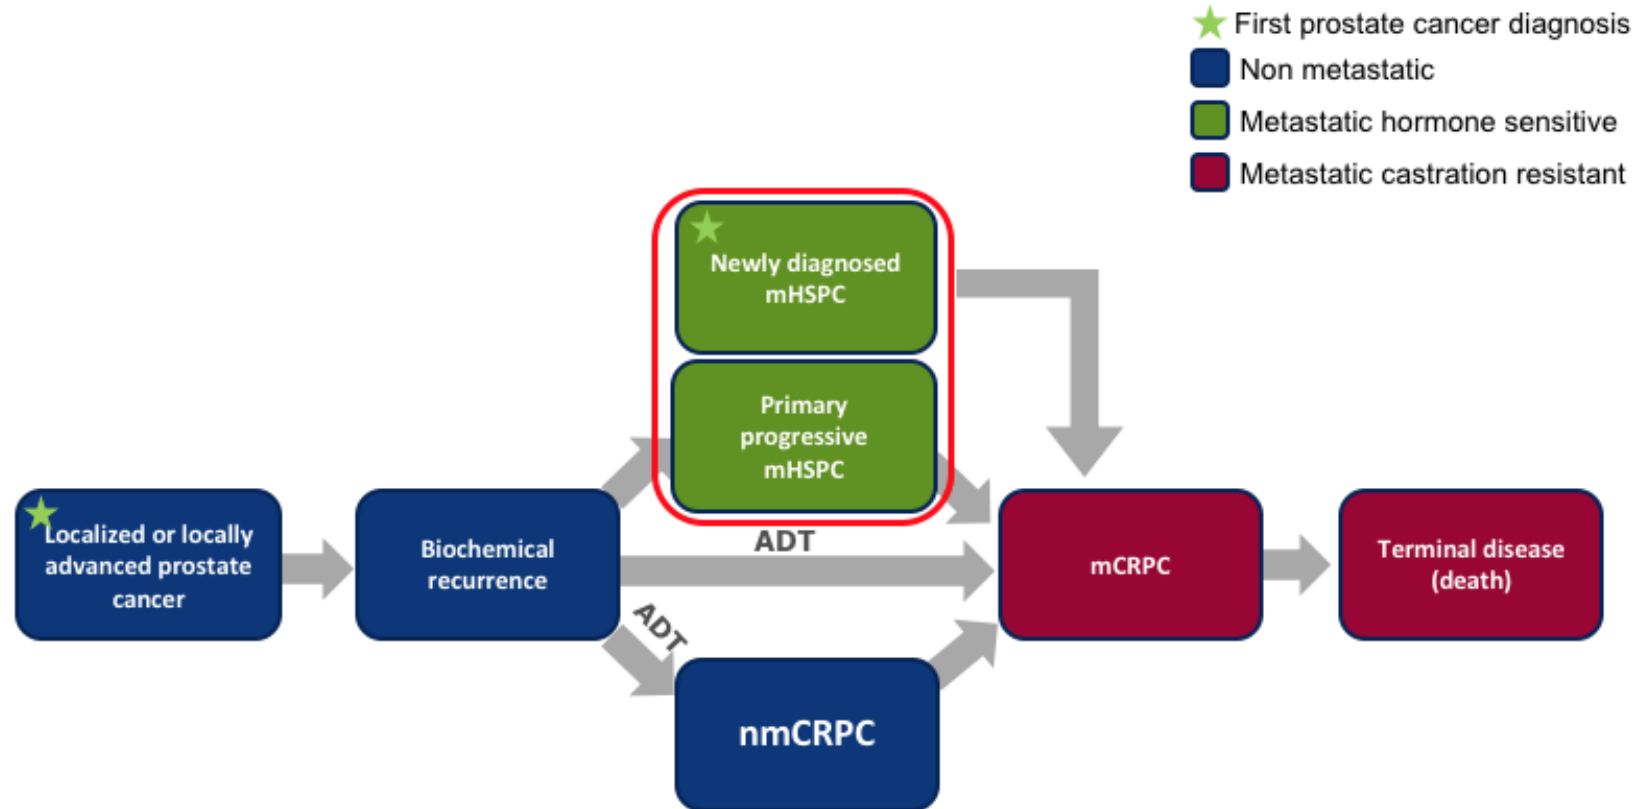 First prostate cancer diagnosis
Non metastatic
Metastatic hormone sensitive
Metastatic castration resistant
Newly diagnosed
mHSPC
Primary
progressive
mHSPC
Localized or locally
advanced prostate
cancer
Biochemical
recurrence
ADT
ADT
nmCRPC
mCRPC
Terminal disease
(death)